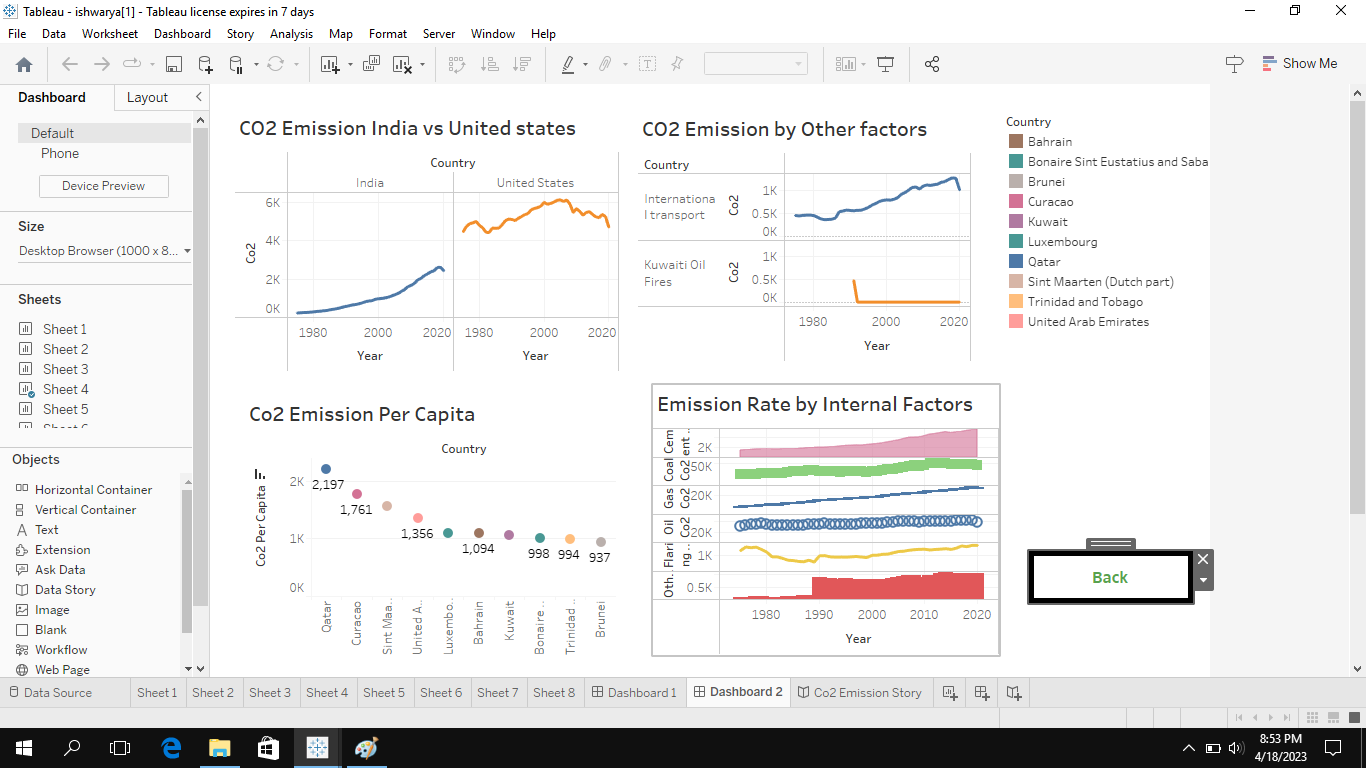 Tableau - ishwarya[1] - Tableau license expires in 7 days
File Data Worksheet Dashboard Story Analysis Map Format Server Window Help
Show Me
Dashboard Layout
Default
Phone
Device Preview
Size
Desktop Browser (1000 x 8...
Sheets
Sheet 1
Sheet 2
Sheet 3
Sheet 4
Sheet 5
Objects
Horizontal Container
Vertical Container
Text
Extension
Ask Data
Data Story
Image
Blank
Workflow
Web Page
CO2 Emission India vs United states
Country
India United States
Co2
6K
4K
2K
0K
1980 2000 2020 1980 2000 2020
Year Year
CO2 Emission by Other factors
Country
Internationa
l transport
Co2
1K
0.5K
0K
Kuwaiti Oil
Fires
Co2
1K
0.5K
0K
1980 2000 2020
Year
Country
Bahrain
Bonaire Sint Eustatius and Saba
Brunei
Curacao
Kuwait
Luxembourg
Qatar
Sint Maarten (Dutch part)
Trinidad and Tobago
United Arab Emirates
Co2 Emission Per Capita
Country
Co2 Per Capita
2K
1K
0K
2,197
1,761
1,356
1,094
998
994
937
Qatar
Curacao
Sint Maa..
United A..
Luxembo..
Bahrain
Kuwait
Bonaire ..
Trinidad ..
Brunei
Emission Rate by Internal Factors
Cem
ent ..
2K
Coal
Co2
50K
Gas
Co2
20K
Oil
Co2
20K
Flari
ng..
1K
Oth..
0.5K
1980 1990 2000 2010 2020
Year
Back
Data Source Sheet 1 Sheet 2 Sheet 3 Sheet 4 Sheet 5 Sheet 6 Sheet 7 Sheet 8 Dashboard 1 Dashboard 2 Co2 Emission Story
8:53 PM
4/18/2023